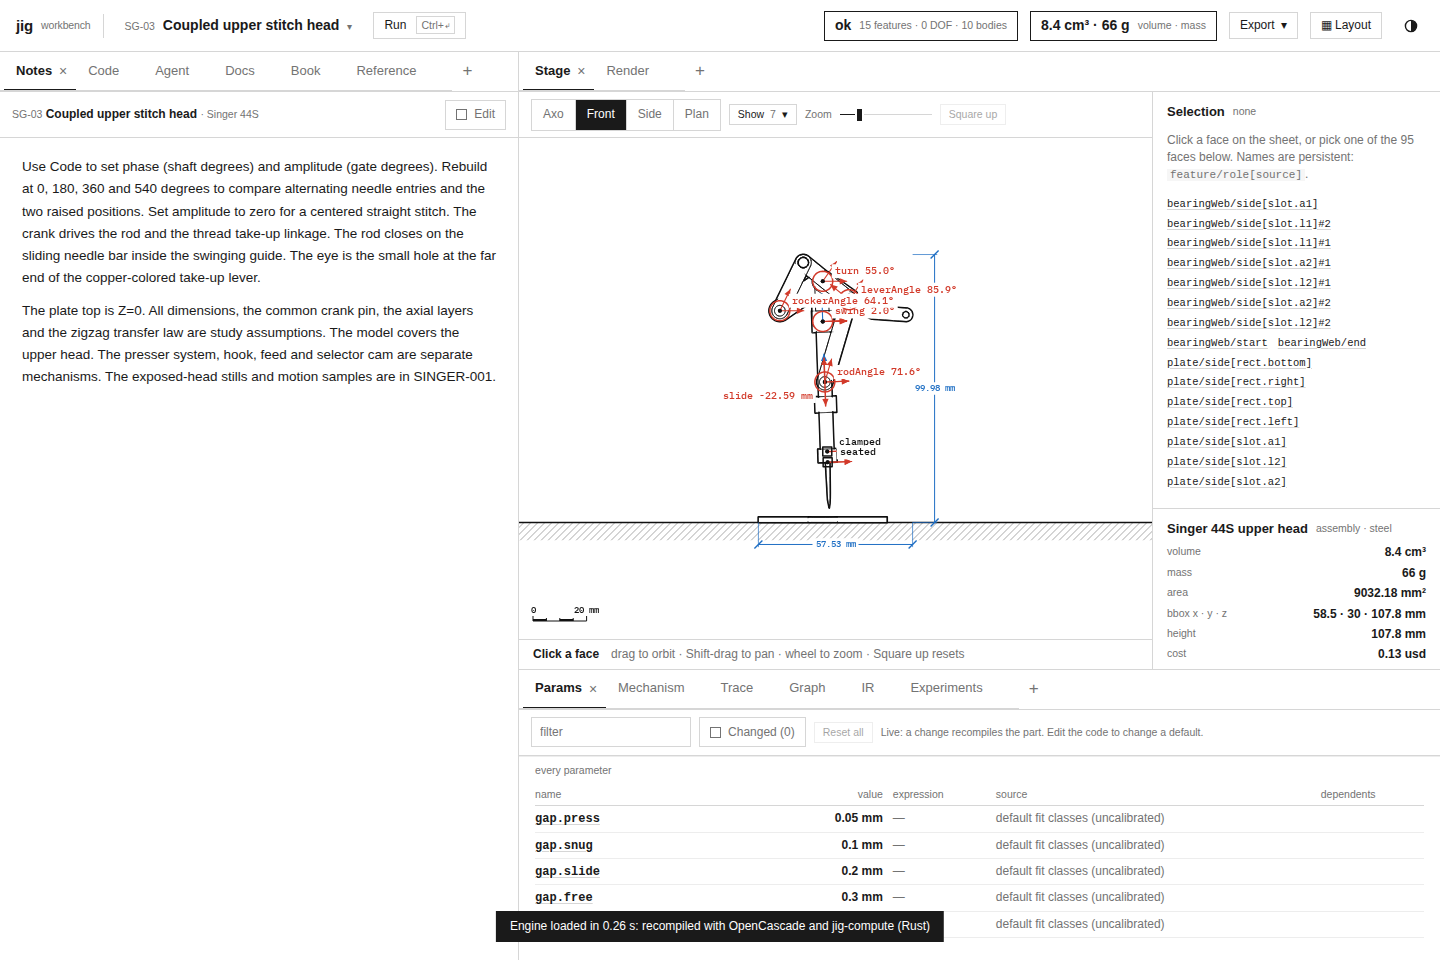 jig workbench SG-03 Coupled upper stitch head ▾ Run Ctrl+↵ ok 15 features · 0 DOF · 10 bodies 8.4 cm³ · 66 g volume · mass Export ▾ ▦ Layout
Notes × Code Agent Docs Book Reference +
SG-03 Coupled upper stitch head · Singer 44S Edit
Use Code to set phase (shaft degrees) and amplitude (gate degrees). Rebuild
at 0, 180, 360 and 540 degrees to compare alternating needle entries and the
two raised positions. Set amplitude to zero for a centered straight stitch. The
crank drives the rod and the thread take-up linkage. The rod closes on the
sliding needle bar inside the swinging guide. The eye is the small hole at the far
end of the copper-colored take-up lever.
The plate top is Z=0. All dimensions, the common crank pin, the axial layers
and the zigzag transfer law are study assumptions. The model covers the
upper head. The presser system, hook, feed and selector cam are separate
mechanisms. The exposed-head stills and motion samples are in SINGER-001.
Stage × Render +
Axo Front Side Plan Show 7 ▾ Zoom Square up
turn 55.0°
leverAngle 85.9°
rockerAngle 64.1°
swing 2.0°
rodAngle 71.6°
slide -22.59 mm
99.98 mm
clamped
seated
57.53 mm
0 20 mm
Click a face drag to orbit · Shift-drag to pan · wheel to zoom · Square up resets
Selection none
Click a face on the sheet, or pick one of the 95
faces below. Names are persistent:
feature/role[source].
bearingWeb/side[slot.a1]
bearingWeb/side[slot.l1]#2
bearingWeb/side[slot.l1]#1
bearingWeb/side[slot.a2]#1
bearingWeb/side[slot.l2]#1
bearingWeb/side[slot.a2]#2
bearingWeb/side[slot.l2]#2
bearingWeb/start bearingWeb/end
plate/side[rect.bottom]
plate/side[rect.right]
plate/side[rect.top]
plate/side[rect.left]
plate/side[slot.a1]
plate/side[slot.l2]
plate/side[slot.a2]
Singer 44S upper head assembly · steel
volume 8.4 cm³
mass 66 g
area 9032.18 mm²
bbox x · y · z 58.5 · 30 · 107.8 mm
height 107.8 mm
cost 0.13 usd
Params × Mechanism Trace Graph IR Experiments +
filter Changed (0) Reset all Live: a change recompiles the part. Edit the code to change a default.
every parameter
name value expression source dependents
gap.press 0.05 mm — default fit classes (uncalibrated)
gap.snug 0.1 mm — default fit classes (uncalibrated)
gap.slide 0.2 mm — default fit classes (uncalibrated)
gap.free 0.3 mm — default fit classes (uncalibrated)
default fit classes (uncalibrated)
Engine loaded in 0.26 s: recompiled with OpenCascade and jig-compute (Rust)